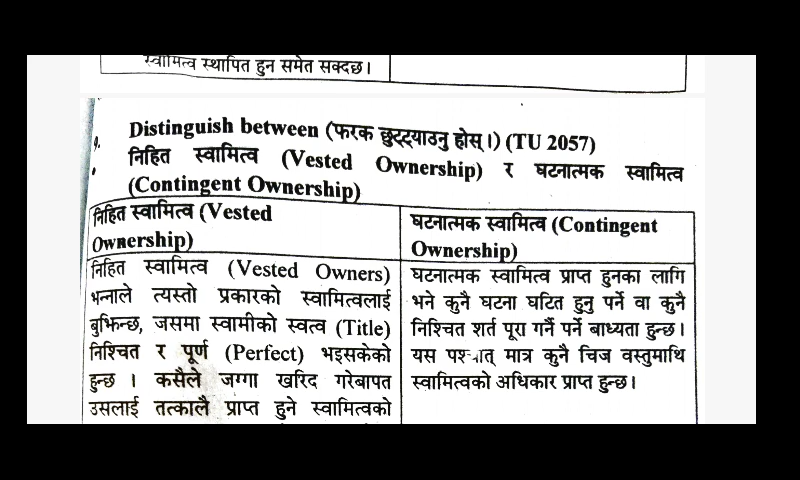 स्वामित्व स्थापित हुन समेत सक्दछ।
१. Distinguish between (फरक छुट्ट्याउनु होस्।) (TU 2057)
• निहित स्वामित्व (Vested Ownership) र घटनात्मक स्वामित्व
(Contingent Ownership)
निहित स्वामित्व (Vested
Ownership)
निहित स्वामित्व (Vested Owners)
भन्नाले त्यस्तो प्रकारको स्वामित्वलाई
बुझिन्छ, जसमा स्वामीको स्वत्व (Title)
निश्चित र पूर्ण (Perfect) भइसकेको
हुन्छ । कसैले जग्गा खरिद गरेबापत
उसलाई तत्कालै प्राप्त हुने स्वामित्वको
घटनात्मक स्वामित्व (Contingent
Ownership)
घटनात्मक स्वामित्व प्राप्त हुनका लागि
भने कुनै घटना घटित हुनु पर्ने वा कुनै
निश्चित शर्त पूरा गर्नै पर्ने बाध्यता हुन्छ।
यस पश्चात् मात्र कुनै चिज वस्तुमाथि
स्वामित्वको अधिकार प्राप्त हुन्छ।